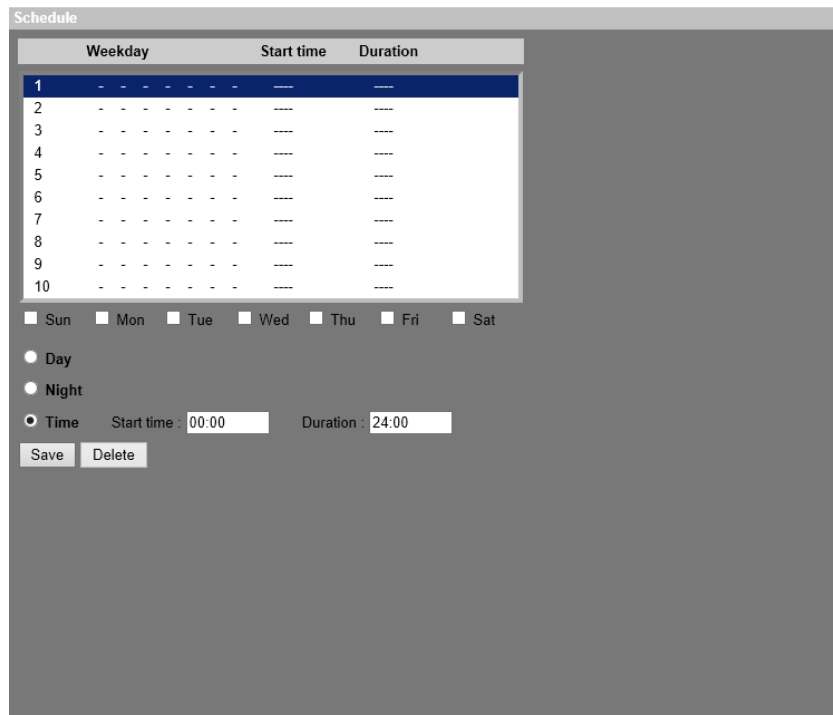 Schedule
Weekday Start time Duration
1 - - - - - - - ---- ----
2 - - - - - - - ---- ----
3 - - - - - - - ---- ----
4 - - - - - - - ---- ----
5 - - - - - - - ---- ----
6 - - - - - - - ---- ----
7 - - - - - - - ---- ----
8 - - - - - - - ---- ----
9 - - - - - - - ---- ----
10 - - - - - - - ---- ----
Sun Mon Tue Wed Thu Fri Sat
Day
Night
Time Start time : 00:00 Duration : 24:00
Save Delete